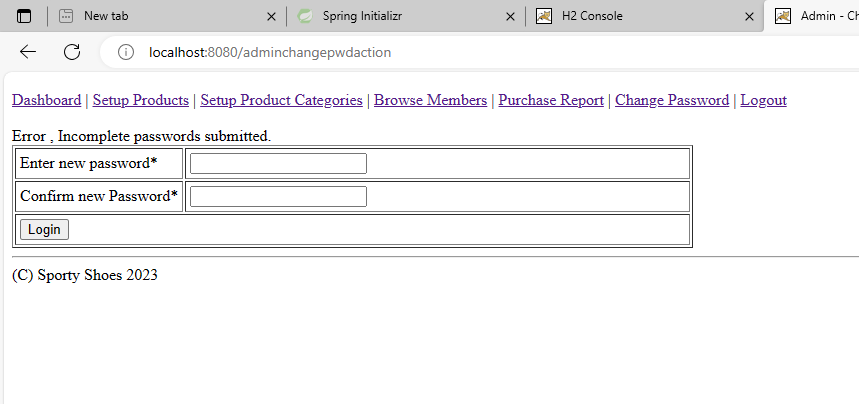 New tab
Spring Initializr
H2 Console
Admin - Ch
localhost:8080/adminchangepwdaction
Dashboard | Setup Products | Setup Product Categories | Browse Members | Purchase Report | Change Password | Logout
Error , Incomplete passwords submitted.
Enter new password*
Confirm new Password*
Login
(C) Sporty Shoes 2023